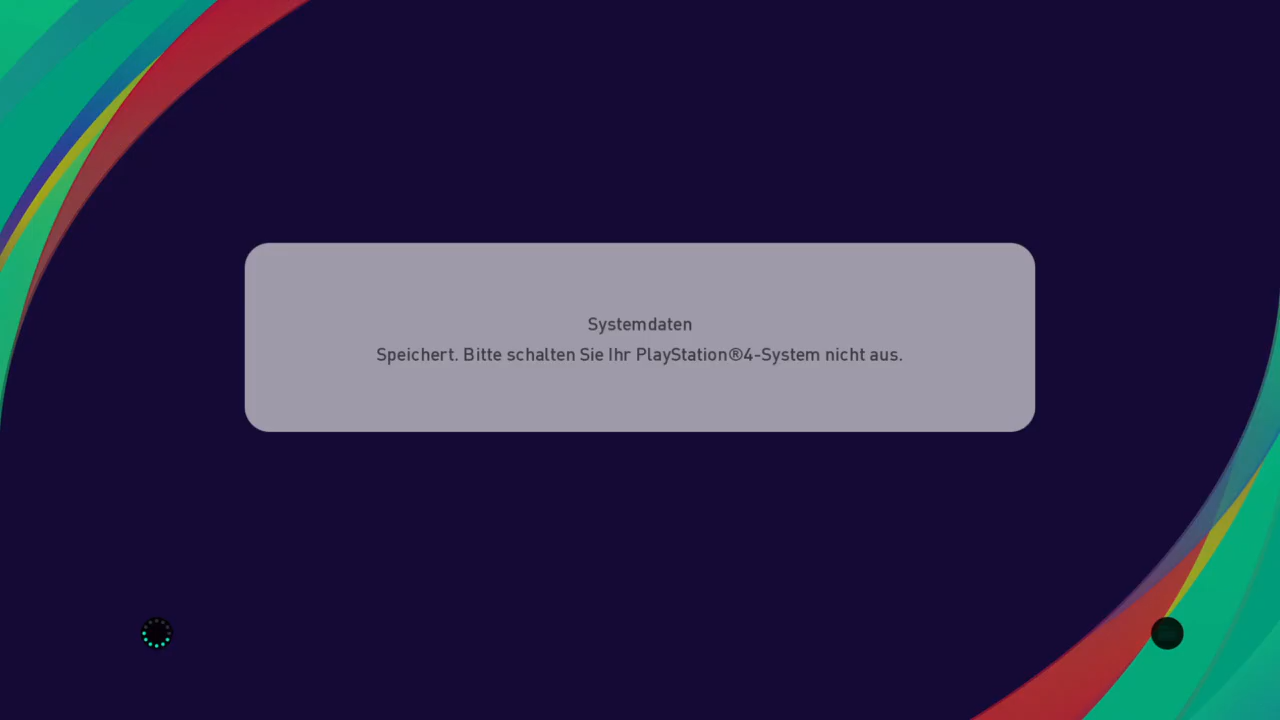 Systemdaten
Speichert. Bitte schalten Sie Ihr PlayStation®4-System nicht aus.